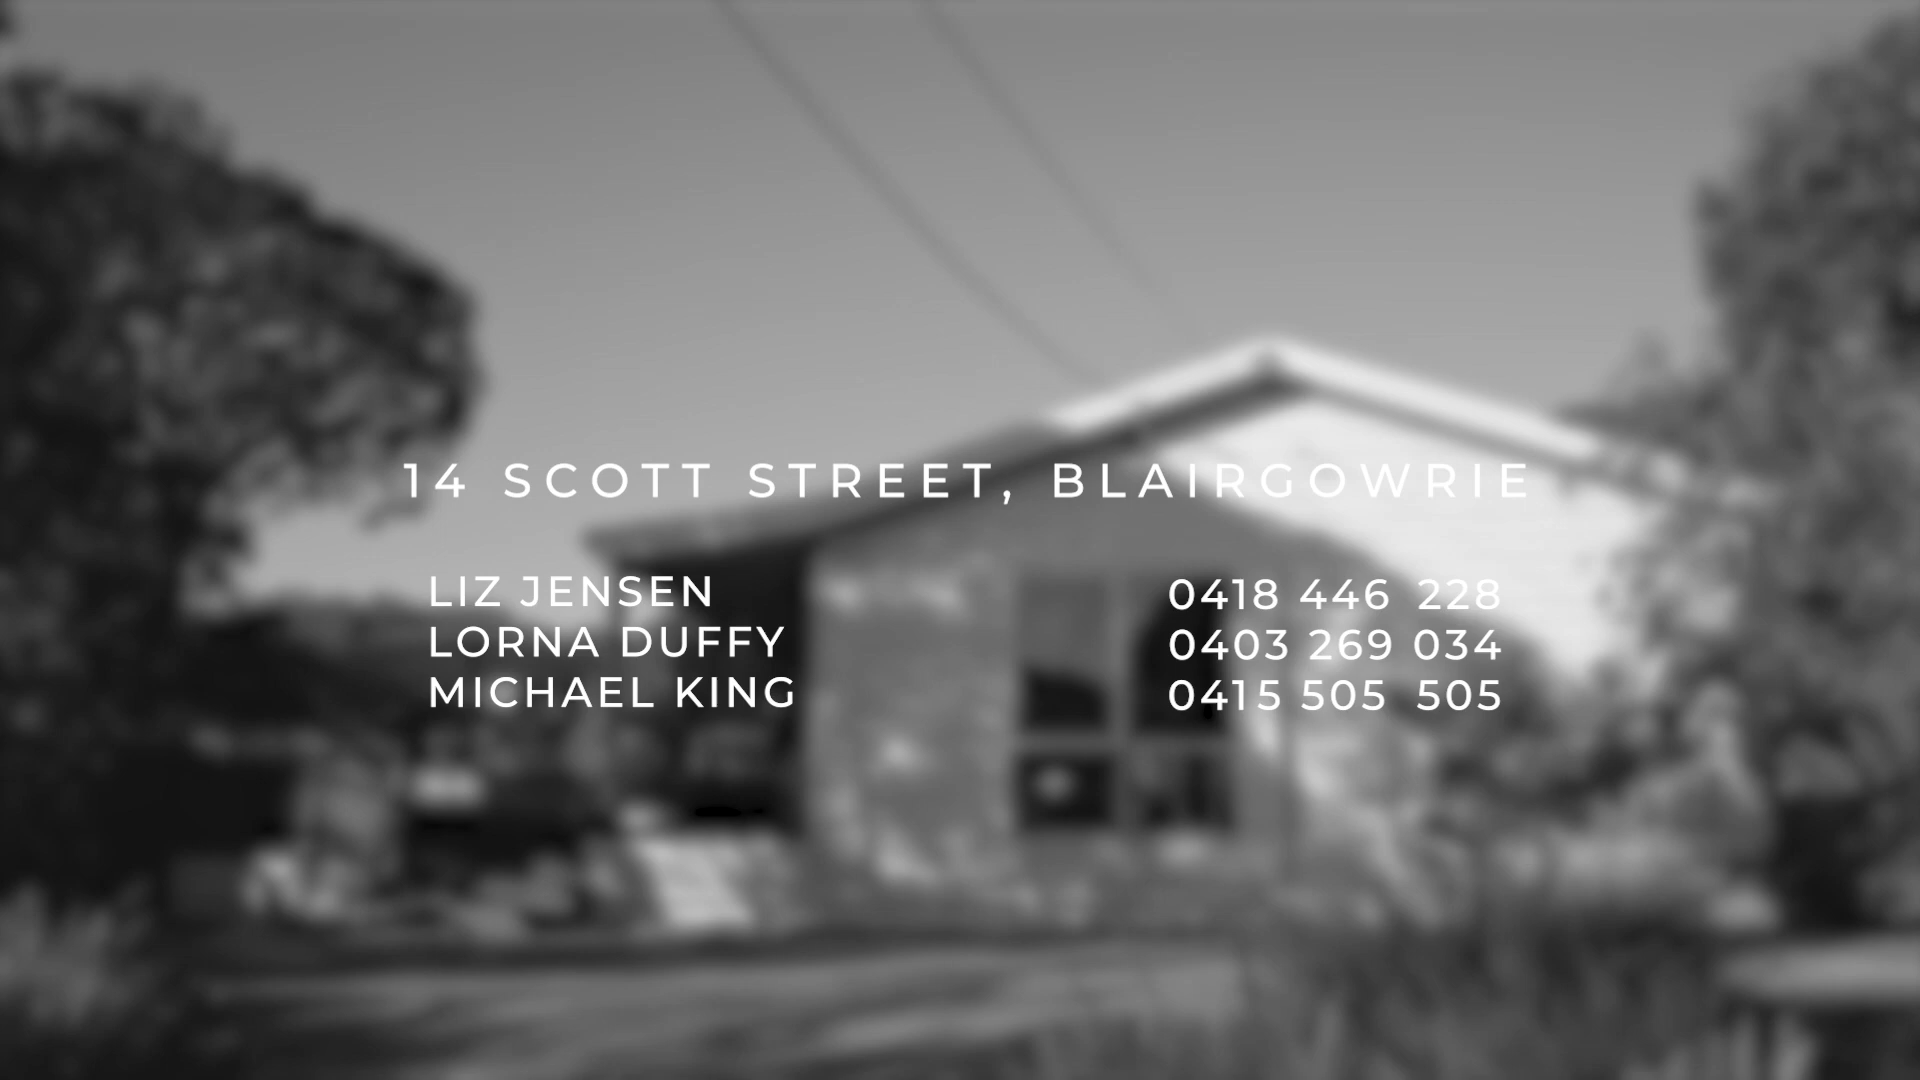 14 SCOTT STREET, BLAIRGOWRIE
LIZ JENSEN 0418 446 228
LORNA DUFFY 0403 269 034
MICHAEL KING 0415 505 505